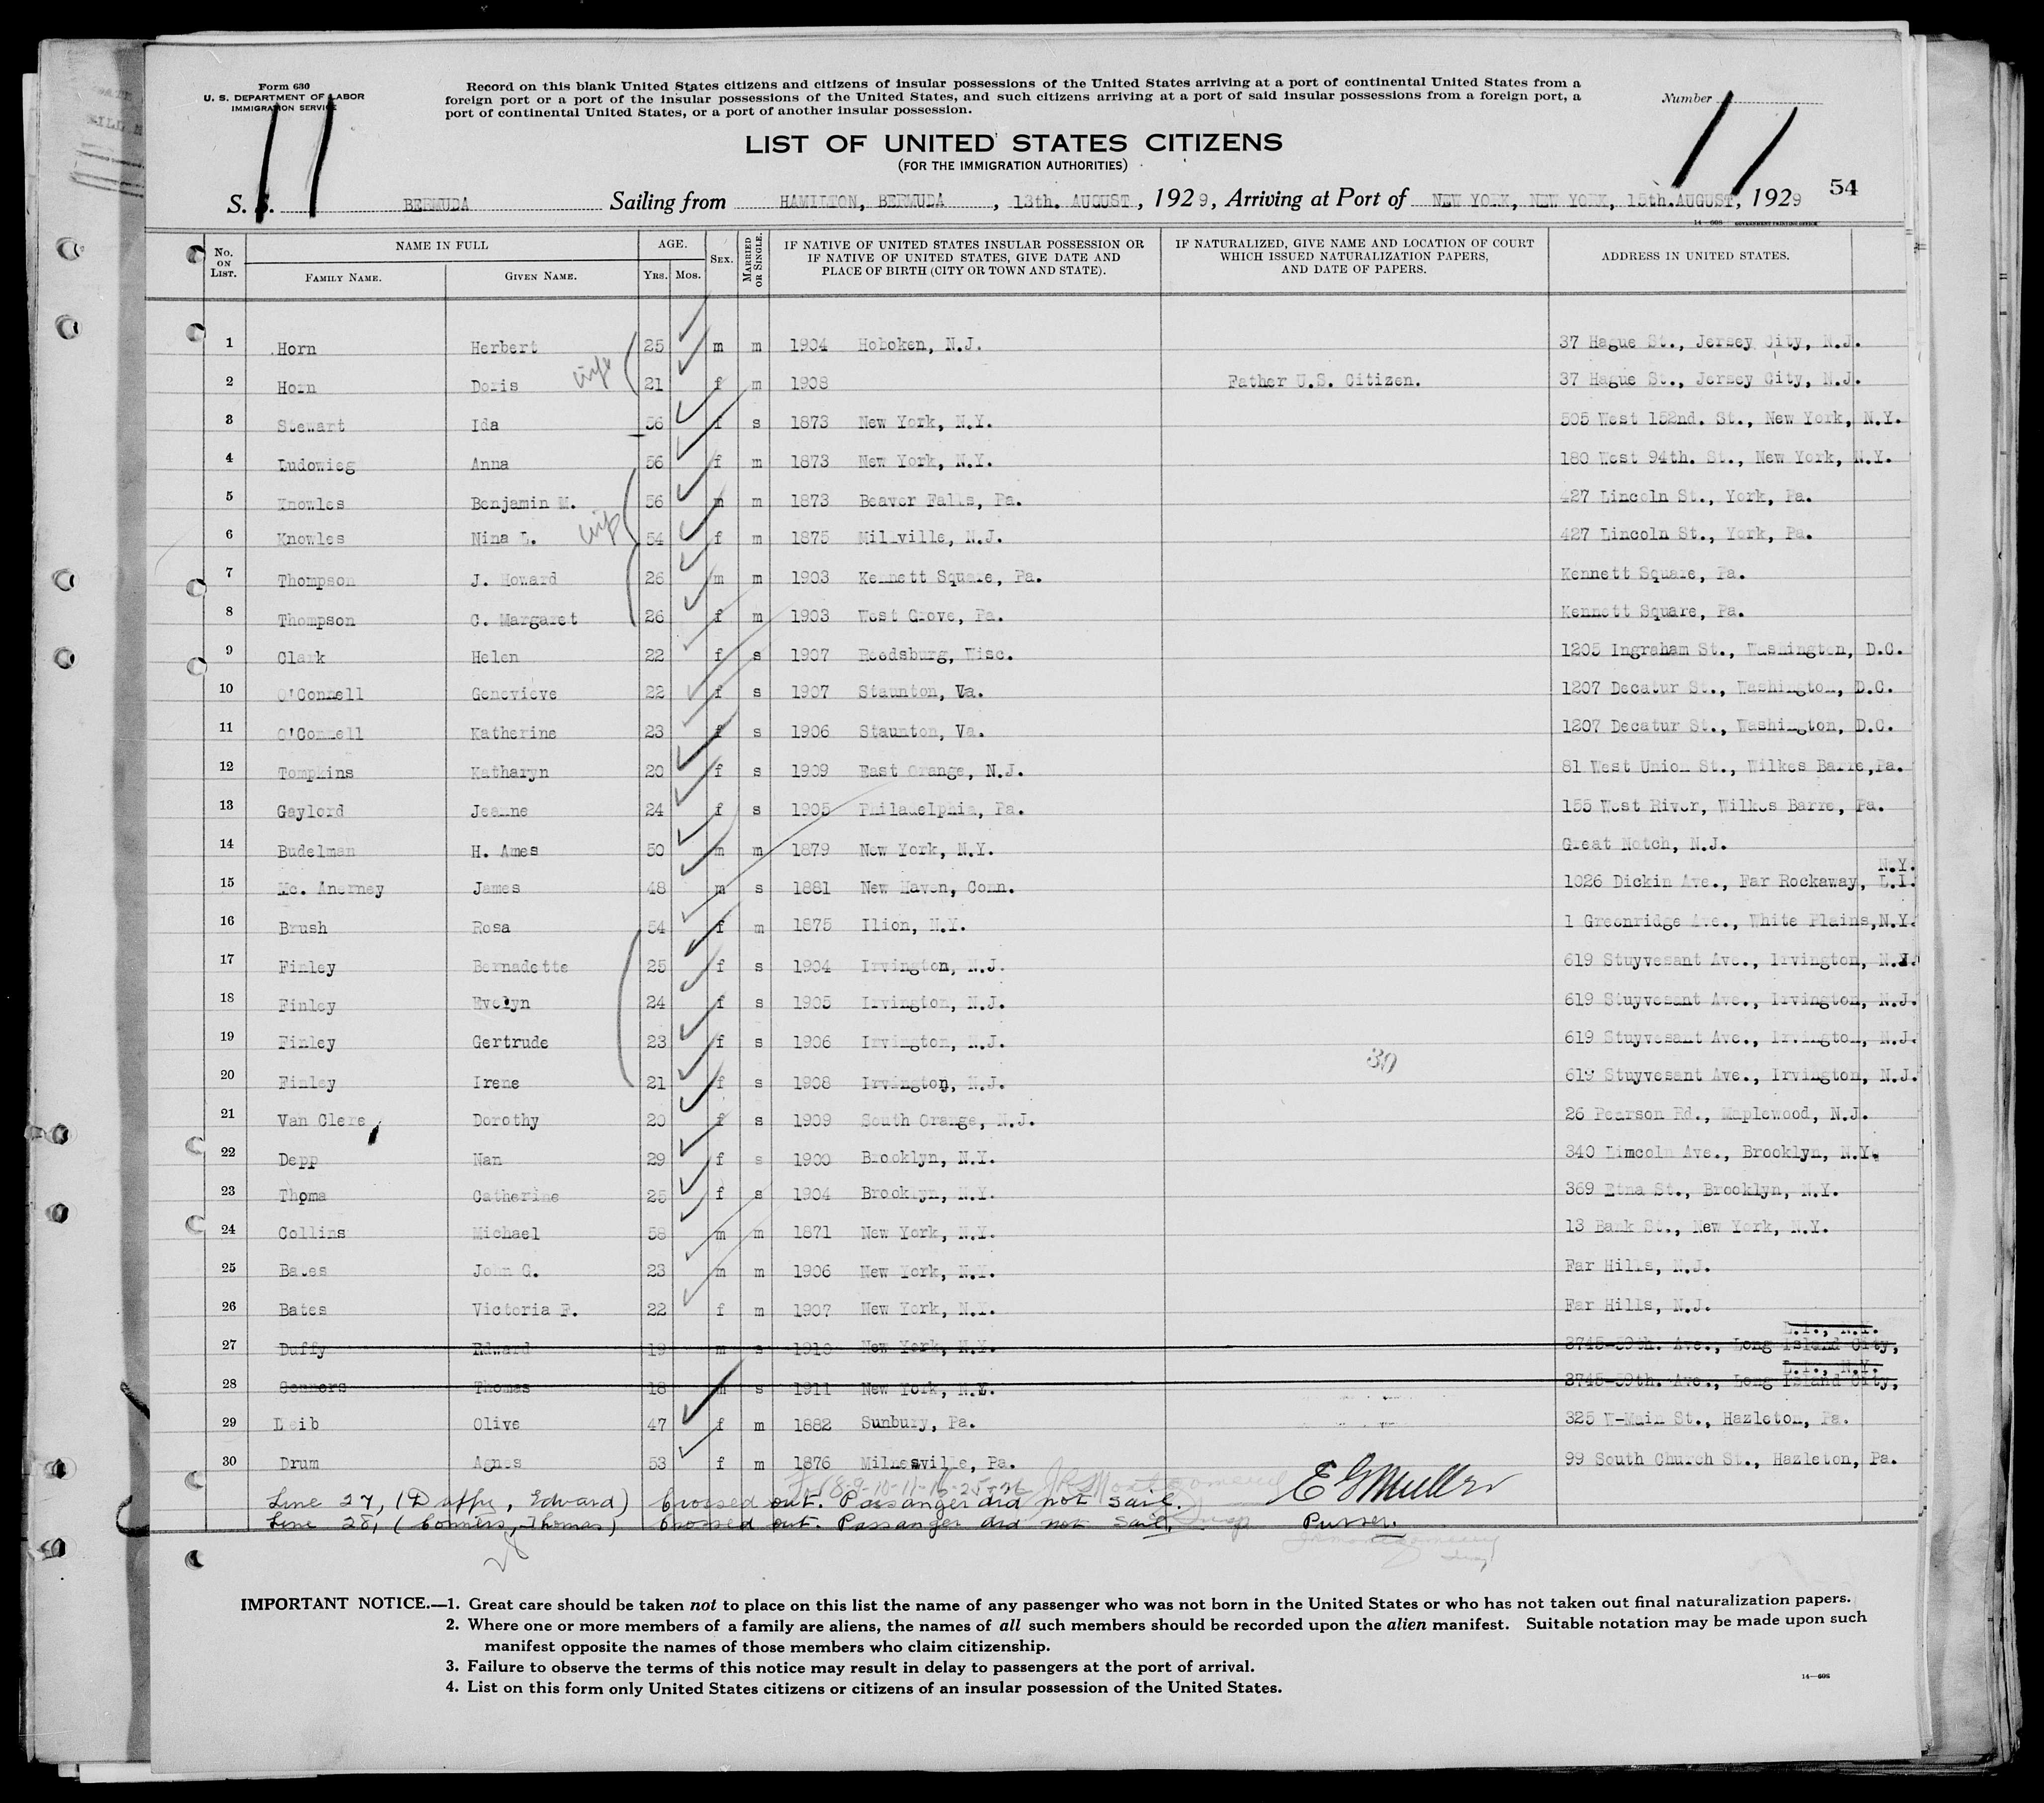 Form 630
U. S. DEPARTMENT OF LABOR
IMMIGRATION SERVICE
Record on this blank United States citizens and citizens of insular possessions of the United States arriving at a port of continental United States from a
foreign port or a port of the insular possessions of the United States, and such citizens arriving at a port of said insular possessions from a foreign port, a
port of continental United States, or a port of another insular possession.
Number
11
11
LIST OF UNITED STATES CITIZENS
(FOR THE IMMIGRATION AUTHORITIES)
54
S. S. BERMUDA Sailing from HAMILTON, BERMUDA, 13th. AUGUST, 1929, Arriving at Port of NEW YORK, NEW YORK, 15th. AUGUST, 1929
14—608 GOVERNMENT PRINTING OFFICE
No. ON LIST. NAME IN FULL FAMILY NAME. GIVEN NAME. AGE. YRS. MOS. SEX. MARRIED OR SINGLE. IF NATIVE OF UNITED STATES INSULAR POSSESSION OR IF NATIVE OF UNITED STATES, GIVE DATE AND PLACE OF BIRTH (CITY OR TOWN AND STATE). IF NATURALIZED, GIVE NAME AND LOCATION OF COURT WHICH ISSUED NATURALIZATION PAPERS, AND DATE OF PAPERS. ADDRESS IN UNITED STATES.
1 Horn Herbert 25 m m 1904 Hoboken, N.J. 37 Hague St., Jersey City, N.J.
2 Horn Doris wife 21 f m 1908 Father U.S. Citizen. 37 Hague St., Jersey City, N.J.
3 Stewart Ida 56 f s 1873 New York, N.Y. 505 West 152nd. St., New York, N.Y.
4 Ludowieg Anna 56 f m 1873 New York, N.Y. 180 West 94th. St., New York, N.Y.
5 Knowles Benjamin M. 56 m m 1873 Beaver Falls, Pa. 427 Lincoln St., York, Pa.
6 Knowles Nina L. wife 54 f m 1875 Millville, N.J. 427 Lincoln St., York, Pa.
7 Thompson J. Howard 26 m m 1903 Kennett Square, Pa. Kennett Square, Pa.
8 Thompson C. Margaret 26 f m 1903 West Grove, Pa. Kennett Square, Pa.
9 Clark Helen 22 f s 1907 Reedsburg, Wisc. 1205 Ingraham St., Washington, D.C.
10 O'Connell Genevieve 22 f s 1907 Staunton, Va. 1207 Decatur St., Washington, D.C.
11 O'Connell Katherine 23 f s 1906 Staunton, Va. 1207 Decatur St., Washington, D.C.
12 Tompkins Katharyn 20 f s 1909 East Orange, N.J. 81 West Union St., Wilkes Barre,Pa.
13 Gaylord Jeanne 24 f s 1905 Philadelphia, Pa. 155 West River, Wilkes Barre, Pa.
14 Budelman H. Ames 50 m m 1879 New York, N.Y. Great Notch, N.J.
15 Mc. Anerney James 48 m s 1881 New Haven, Conn. 1026 Dickin Ave., Far Rockaway, L.I. N.Y.
16 Brush Rosa 54 f m 1875 Ilion, N.Y. 1 Greenridge Ave., White Plains,N.Y.
17 Finley Bernadette 25 f s 1904 Irvington, N.J. 619 Stuyvesant Ave., Irvington, N.J.
18 Finley Evelyn 24 f s 1905 Irvington, N.J. 619 Stuyvesant Ave., Irvington, N.J.
19 Finley Gertrude 23 f s 1906 Irvington, N.J. 619 Stuyvesant Ave., Irvington, N.J.
30
20 Finley Irene 21 f s 1908 Irvington, N.J. 619 Stuyvesant Ave., Irvington, N.J.
21 Van Clere Dorothy 20 f s 1909 South Orange, N.J. 26 Pearson Rd., Maplewood, N.J.
22 Depp Nan 29 f s 1900 Brooklyn, N.Y. 340 Limcoln Ave., Brooklyn, N.Y.
23 Thoma Catherine 25 f s 1904 Brooklyn, N.Y. 369 Etna St., Brooklyn, N.Y.
24 Collins Michael 58 m m 1871 New York, N.Y. 13 Bank St., New York, N.Y.
25 Bates John G. 23 m m 1906 New York, N.Y. Far Hills, N.J.
26 Bates Victoria F. 22 f m 1907 New York, N.Y. Far Hills, N.J.
27 Duffy Edward 19 m s 1910 New York, N.Y. 3745-59th. Ave., Long Island City, L.I., N.Y.
28 Connors Thomas 18 m s 1911 New York, N.Y. 3745-59th. Ave., Long Island City, L.I., N.Y.
29 Deib Olive 47 f m 1882 Sunbury, Pa. 325 W-Main St., Hazleton, Pa.
30 Drum Agnes 53 f m 1876 Milnesville, Pa. 99 South Church St., Hazleton, Pa.
E G Muller
Line 27, (Duffy, Edward) Crossed out. Passanger did not sail.
Line 28, (Conners, Thomas) Crossed out. Passanger did not sail. Purser.
28
IMPORTANT NOTICE.—1. Great care should be taken not to place on this list the name of any passenger who was not born in the United States or who has not taken out final naturalization papers.
2. Where one or more members of a family are aliens, the names of all such members should be recorded upon the alien manifest. Suitable notation may be made upon such
manifest opposite the names of those members who claim citizenship.
3. Failure to observe the terms of this notice may result in delay to passengers at the port of arrival.
4. List on this form only United States citizens or citizens of an insular possession of the United States.
14—608